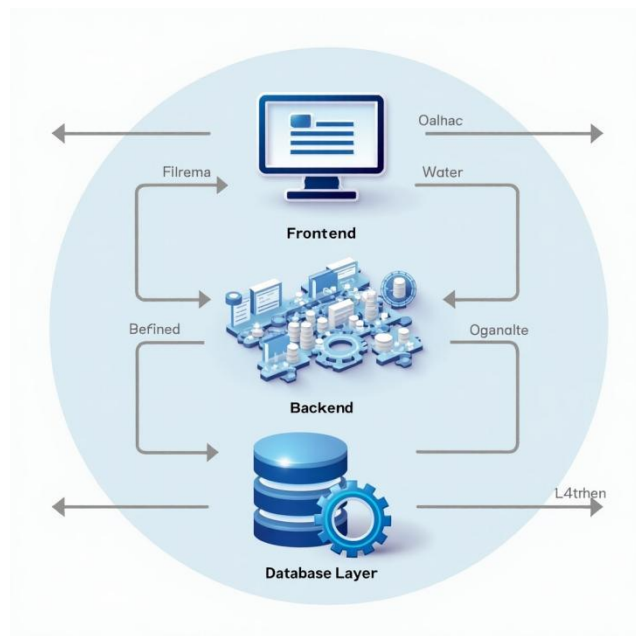 Oalhac
Filrema
Water
Frontend
Befined
Oganalte
Backend
L4trhen
Database Layer